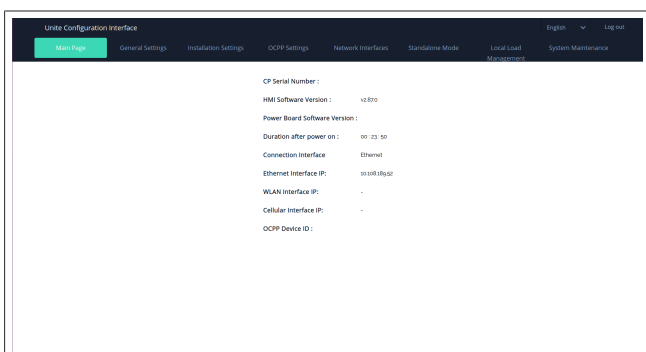 Unite Configuration Interface
English
Log out
Main Page
General Settings
Installation Settings
OCPP Settings
Network Interfaces
Standalone Mode
Local Load Management
System Maintenance
CP Serial Number :
HMI Software Version : v2.87.0
Power Board Software Version :
Duration after power on : 00 : 23 : 50
Connection Interface Ethernet
Ethernet Interface IP: 10.108.189.52
WLAN Interface IP: -
Cellular Interface IP: -
OCPP Device ID :